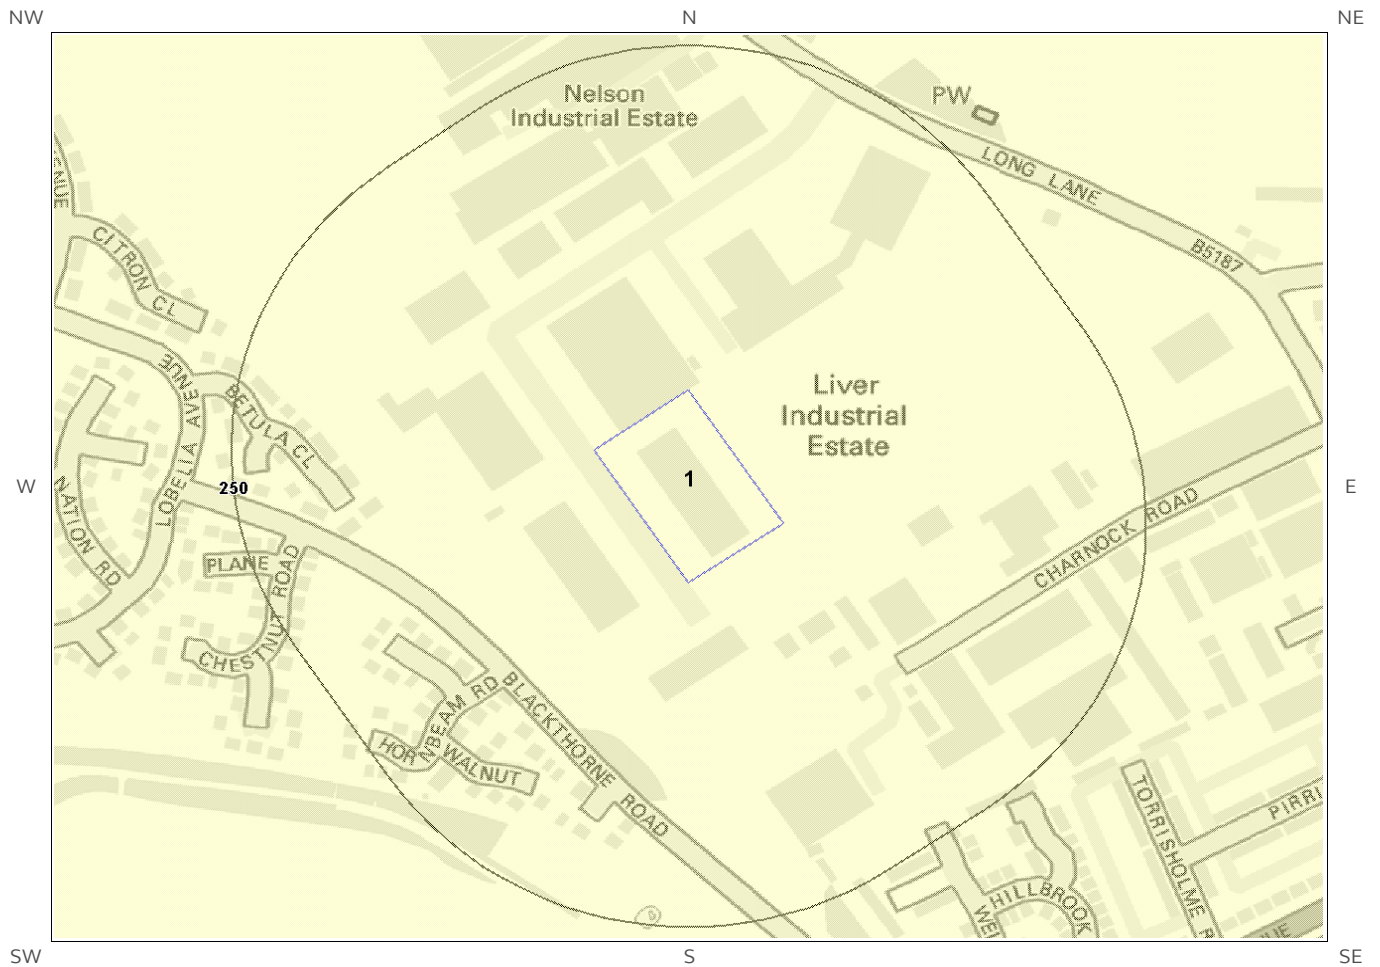 NW
N
NE
Nelson
Industrial Estate
PW
LONG LANE
B5187
CITRON CL
Liver
Industrial
Estate
BETULA CL
LOBELIA AVENUE
W
250
1
E
NATION RD
PLANE
CHESTNUT ROAD
CHARNOCK ROAD
HORNBEAM RD
WALNUT
BLACKTHORNE ROAD
TORRISHOLME R
PIRRI
HILLBROOK
SW
S
SE